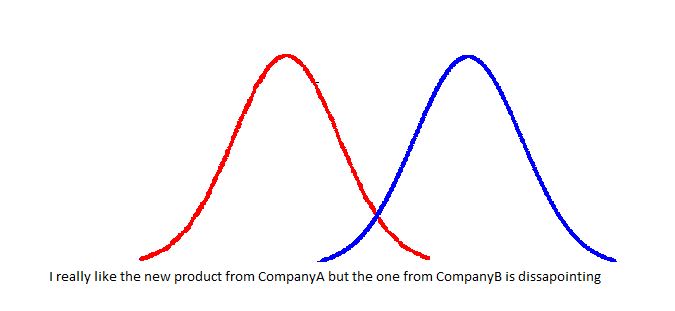 I really like the new product from CompanyA but the one from CompanyB is dissapointing